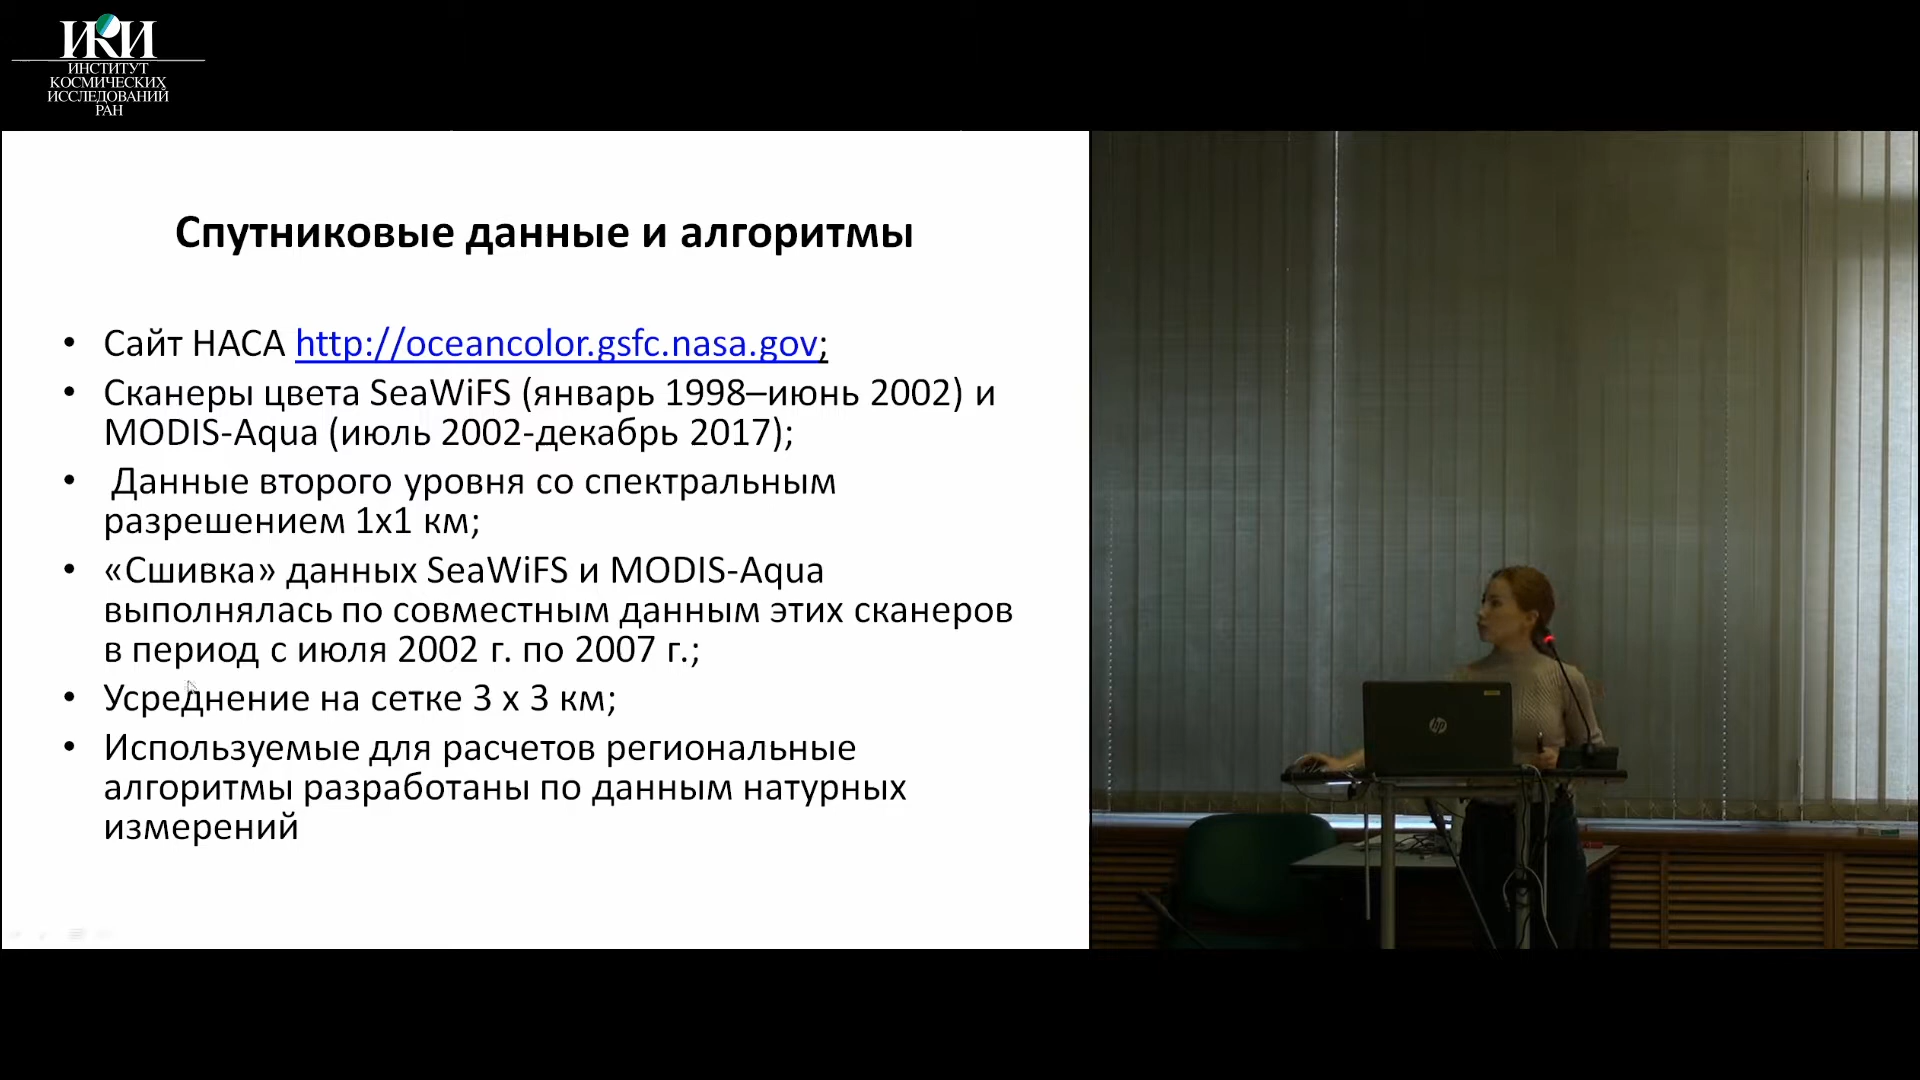 ИКИ
ИНСТИТУТ
КОСМИЧЕСКИХ
ИССЛЕДОВАНИЙ
РАН
Спутниковые данные и алгоритмы
• Сайт НАСА http://oceancolor.gsfc.nasa.gov;
• Сканеры цвета SeaWiFS (январь 1998–июнь 2002) и
MODIS-Aqua (июль 2002-декабрь 2017);
• Данные второго уровня со спектральным
разрешением 1х1 км;
• «Сшивка» данных SeaWiFS и MODIS-Aqua
выполнялась по совместным данным этих сканеров
в период с июля 2002 г. по 2007 г.;
• Усреднение на сетке 3 х 3 км;
• Используемые для расчетов региональные
алгоритмы разработаны по данным натурных
измерений
hp